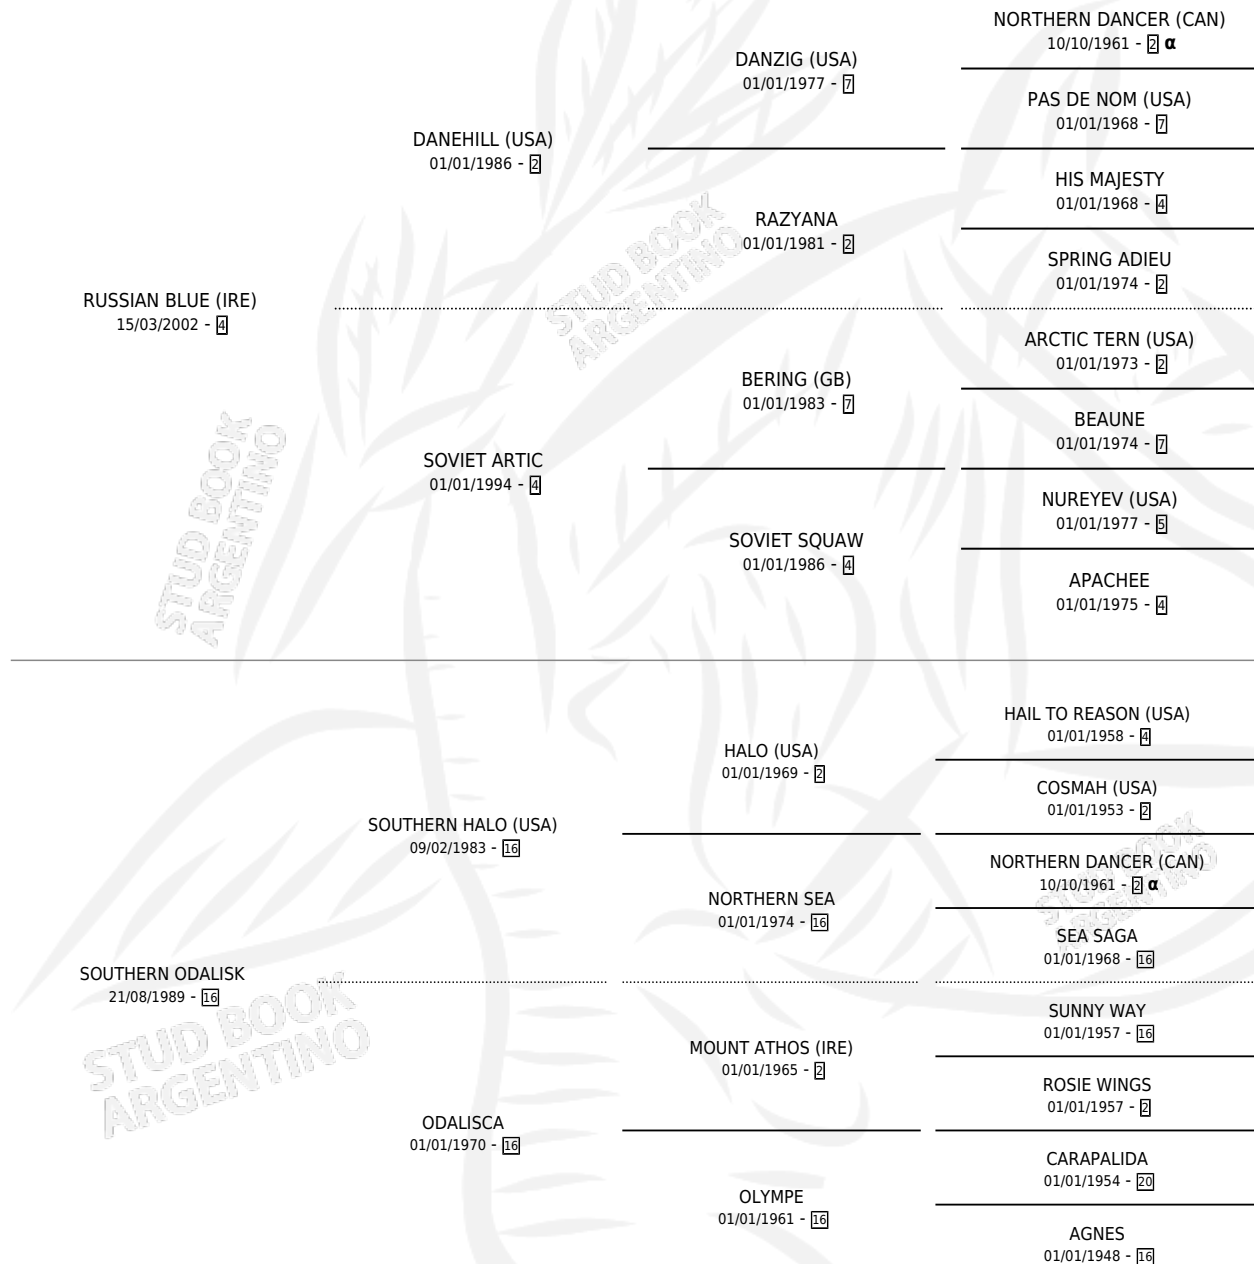 NORTHERN DANCER (CAN)
10/10/1961 - 2 α
DANZIG (USA)
01/01/1977 - 7
PAS DE NOM (USA)
01/01/1968 - 7
DANEHILL (USA)
01/01/1986 - 2
HIS MAJESTY
01/01/1968 - 4
RAZYANA
01/01/1981 - 2
SPRING ADIEU
01/01/1974 - 2
RUSSIAN BLUE (IRE)
15/03/2002 - 4
ARCTIC TERN (USA)
01/01/1973 - 2
BERING (GB)
01/01/1983 - 7
BEAUNE
01/01/1974 - 7
SOVIET ARTIC
01/01/1994 - 4
NUREYEV (USA)
01/01/1977 - 5
SOVIET SQUAW
01/01/1986 - 4
APACHEE
01/01/1975 - 4
HAIL TO REASON (USA)
01/01/1958 - 4
HALO (USA)
01/01/1969 - 2
COSMAH (USA)
01/01/1953 - 2
SOUTHERN HALO (USA)
09/02/1983 - 16
NORTHERN DANCER (CAN)
10/10/1961 - 2 α
NORTHERN SEA
01/01/1974 - 16
SEA SAGA
01/01/1968 - 16
SOUTHERN ODALISK
21/08/1989 - 16
SUNNY WAY
01/01/1957 - 16
MOUNT ATHOS (IRE)
01/01/1965 - 2
ROSIE WINGS
01/01/1957 - 2
ODALISCA
01/01/1970 - 16
CARAPALIDA
01/01/1954 - 20
OLYMPE
01/01/1961 - 16
AGNES
01/01/1948 - 16
STUD BOOK
ARGENTINO
STUD BOOK
ARGENTINO
STUD BOOK
ARGENTINO
STUD BOOK
ARGENTINO